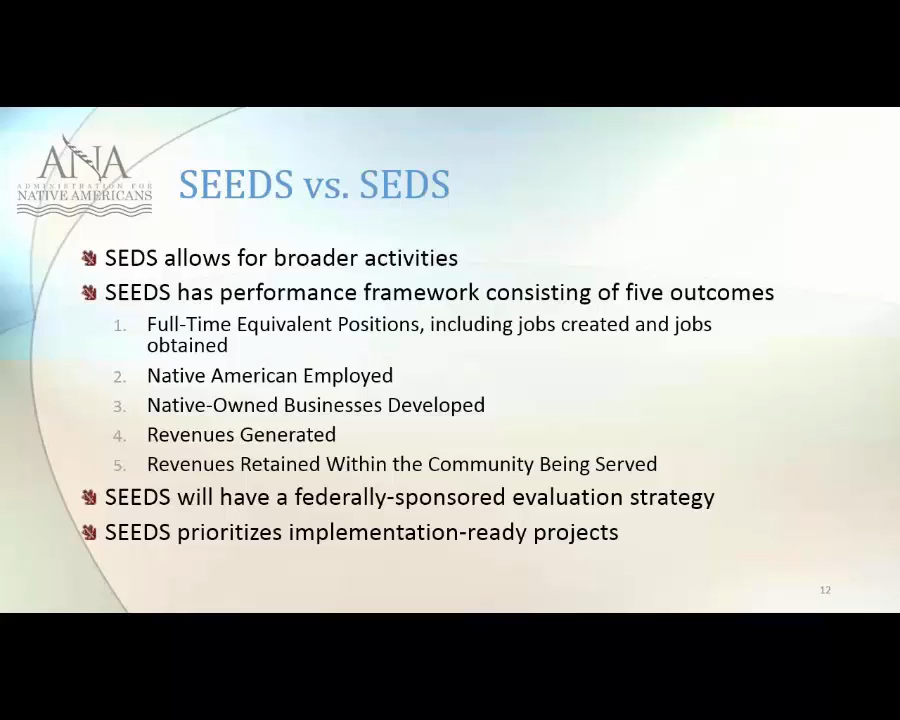 ANA
ADMINISTRATION FOR
NATIVE AMERICANS
SEEDS vs. SEDS
SEDS allows for broader activities
SEEDS has performance framework consisting of five outcomes
1. Full-Time Equivalent Positions, including jobs created and jobs
obtained
2. Native American Employed
3. Native-Owned Businesses Developed
4. Revenues Generated
5. Revenues Retained Within the Community Being Served
SEEDS will have a federally-sponsored evaluation strategy
SEEDS prioritizes implementation-ready projects
12